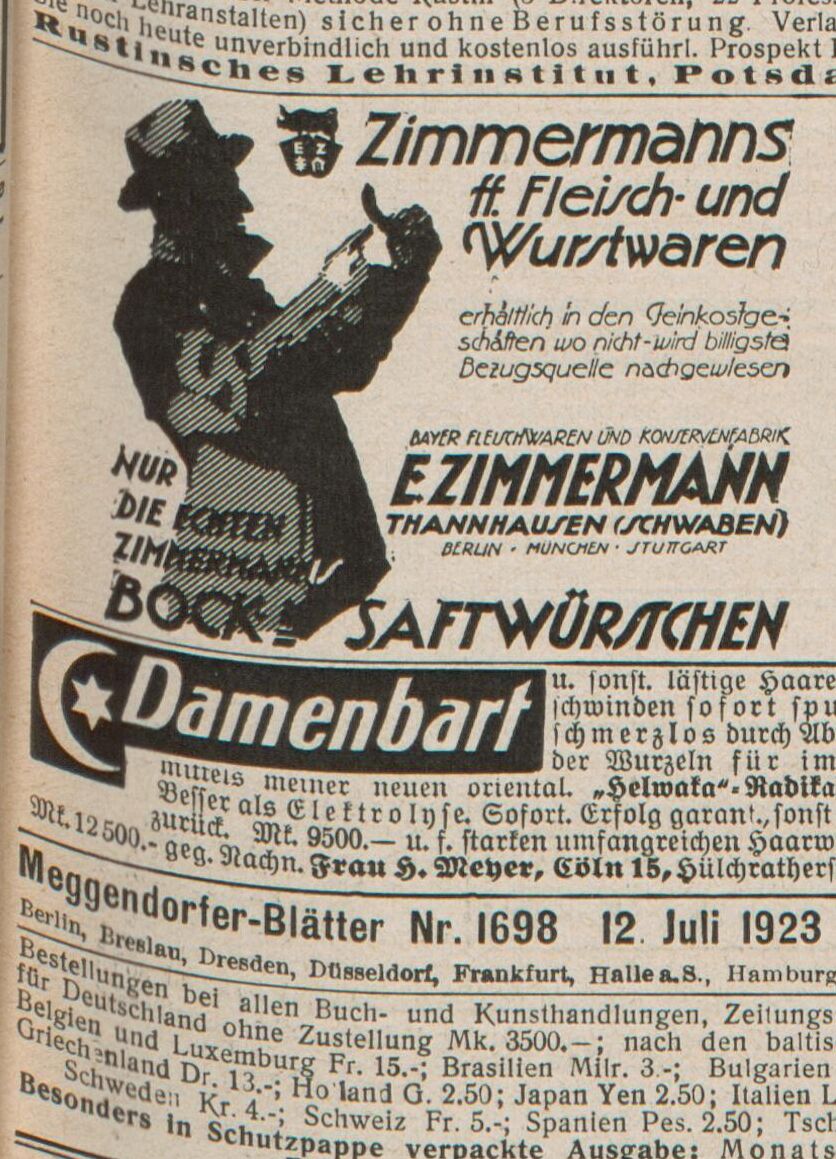 Lehranstalten) sicher ohne Berufsstörung. Verla
noch heute unverbindlich und kostenlos ausführl. Prospekt
Rustinsches Lehrinstitut, Potsda
E Z
Zimmermanns
ff. Fleisch- und
Wurstwaren
erhältlich in den Feinkostge-
schäften wo nicht-wird billigste
Bezugsquelle nachgewiesen
BAYER FLEISCHWAREN UND KONSERVENFABRIK
E.ZIMMERMANN
THANNHAUSEN (SCHWABEN)
BERLIN · MÜNCHEN · STUTTGART
NUR
DIE ECHTEN
ZIMMERMANNS
BOCK- SAFTWÜRSTCHEN
Damenbart
u. sonst. lästige Haare
schwinden sofort spu
schmerzlos durch Ab
der Wurzeln für im
mittels meiner neuen oriental. „Helwaka“-Radika
Besser als Elektrolyse. Sofort. Erfolg garant., sonst
zurück. Mk. 9500.— u. f. starken umfangreichen Haarw
Mk. 12500.- geg. Nachn. Frau H. Meyer, Cöln 15, Hülchrathers
Meggendorfer-Blätter Nr. 1698 12. Juli 1923
Berlin, Breslau, Dresden, Düsseldorf, Frankfurt, Halle a. S., Hamburg
Bestellungen bei allen Buch- und Kunsthandlungen, Zeitungs
für Deutschland ohne Zustellung Mk. 3500.—; nach den baltis
Belgien und Luxemburg Fr. 15.-; Brasilien Milr. 3.-; Bulgarien
Griechenland Dr. 13.-; Holland G. 2.50; Japan Yen 2.50; Italien L
Schweden Kr. 4.-; Schweiz Fr. 5.-; Spanien Pes. 2.50; Tsch
Besonders in Schutzpappe verpackte Ausgabe: Monats